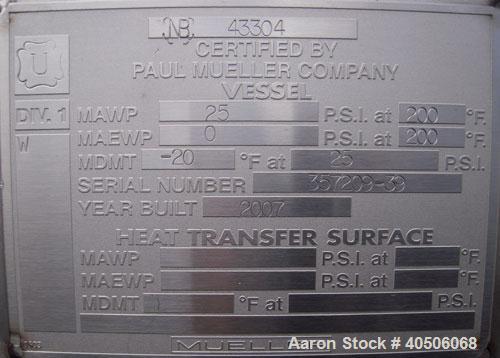 NB 43304
CERTIFIED BY
PAUL MUELLER COMPANY
VESSEL
U
DIV. 1 MAWP 25 P.S.I. at 200 °F.
W MAEWP 0 P.S.I. at 200 °F.
MDMT -20 °F at 25 P.S.I.
SERIAL NUMBER 357209-39
YEAR BUILT 2007
HEAT TRANSFER SURFACE
MAWP P.S.I. at °F.
MAEWP P.S.I. at °F.
MDMT °F at P.S.I.
MUELLER
Aaron Stock # 40506068